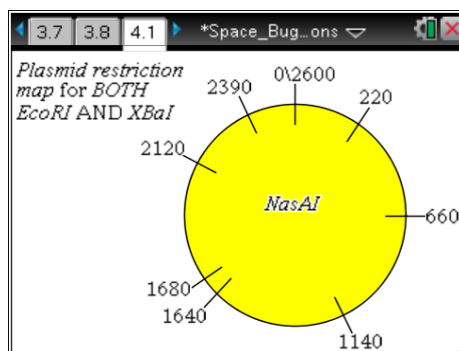 3.7 3.8 4.1 *Space_Bug...ons
Plasmid restriction
map for BOTH
EcoRI AND XBaI
0\2600
2390
220
2120
NasAI
660
1680
1640
1140